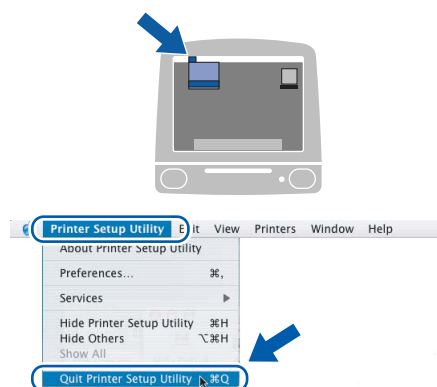 Printer Setup Utility Edit View Printers Window Help
About Printer Setup Utility
Preferences... ⌘,
Services ▶
Hide Printer Setup Utility ⌘H
Hide Others ⌥⌘H
Show All
Quit Printer Setup Utility ⌘Q